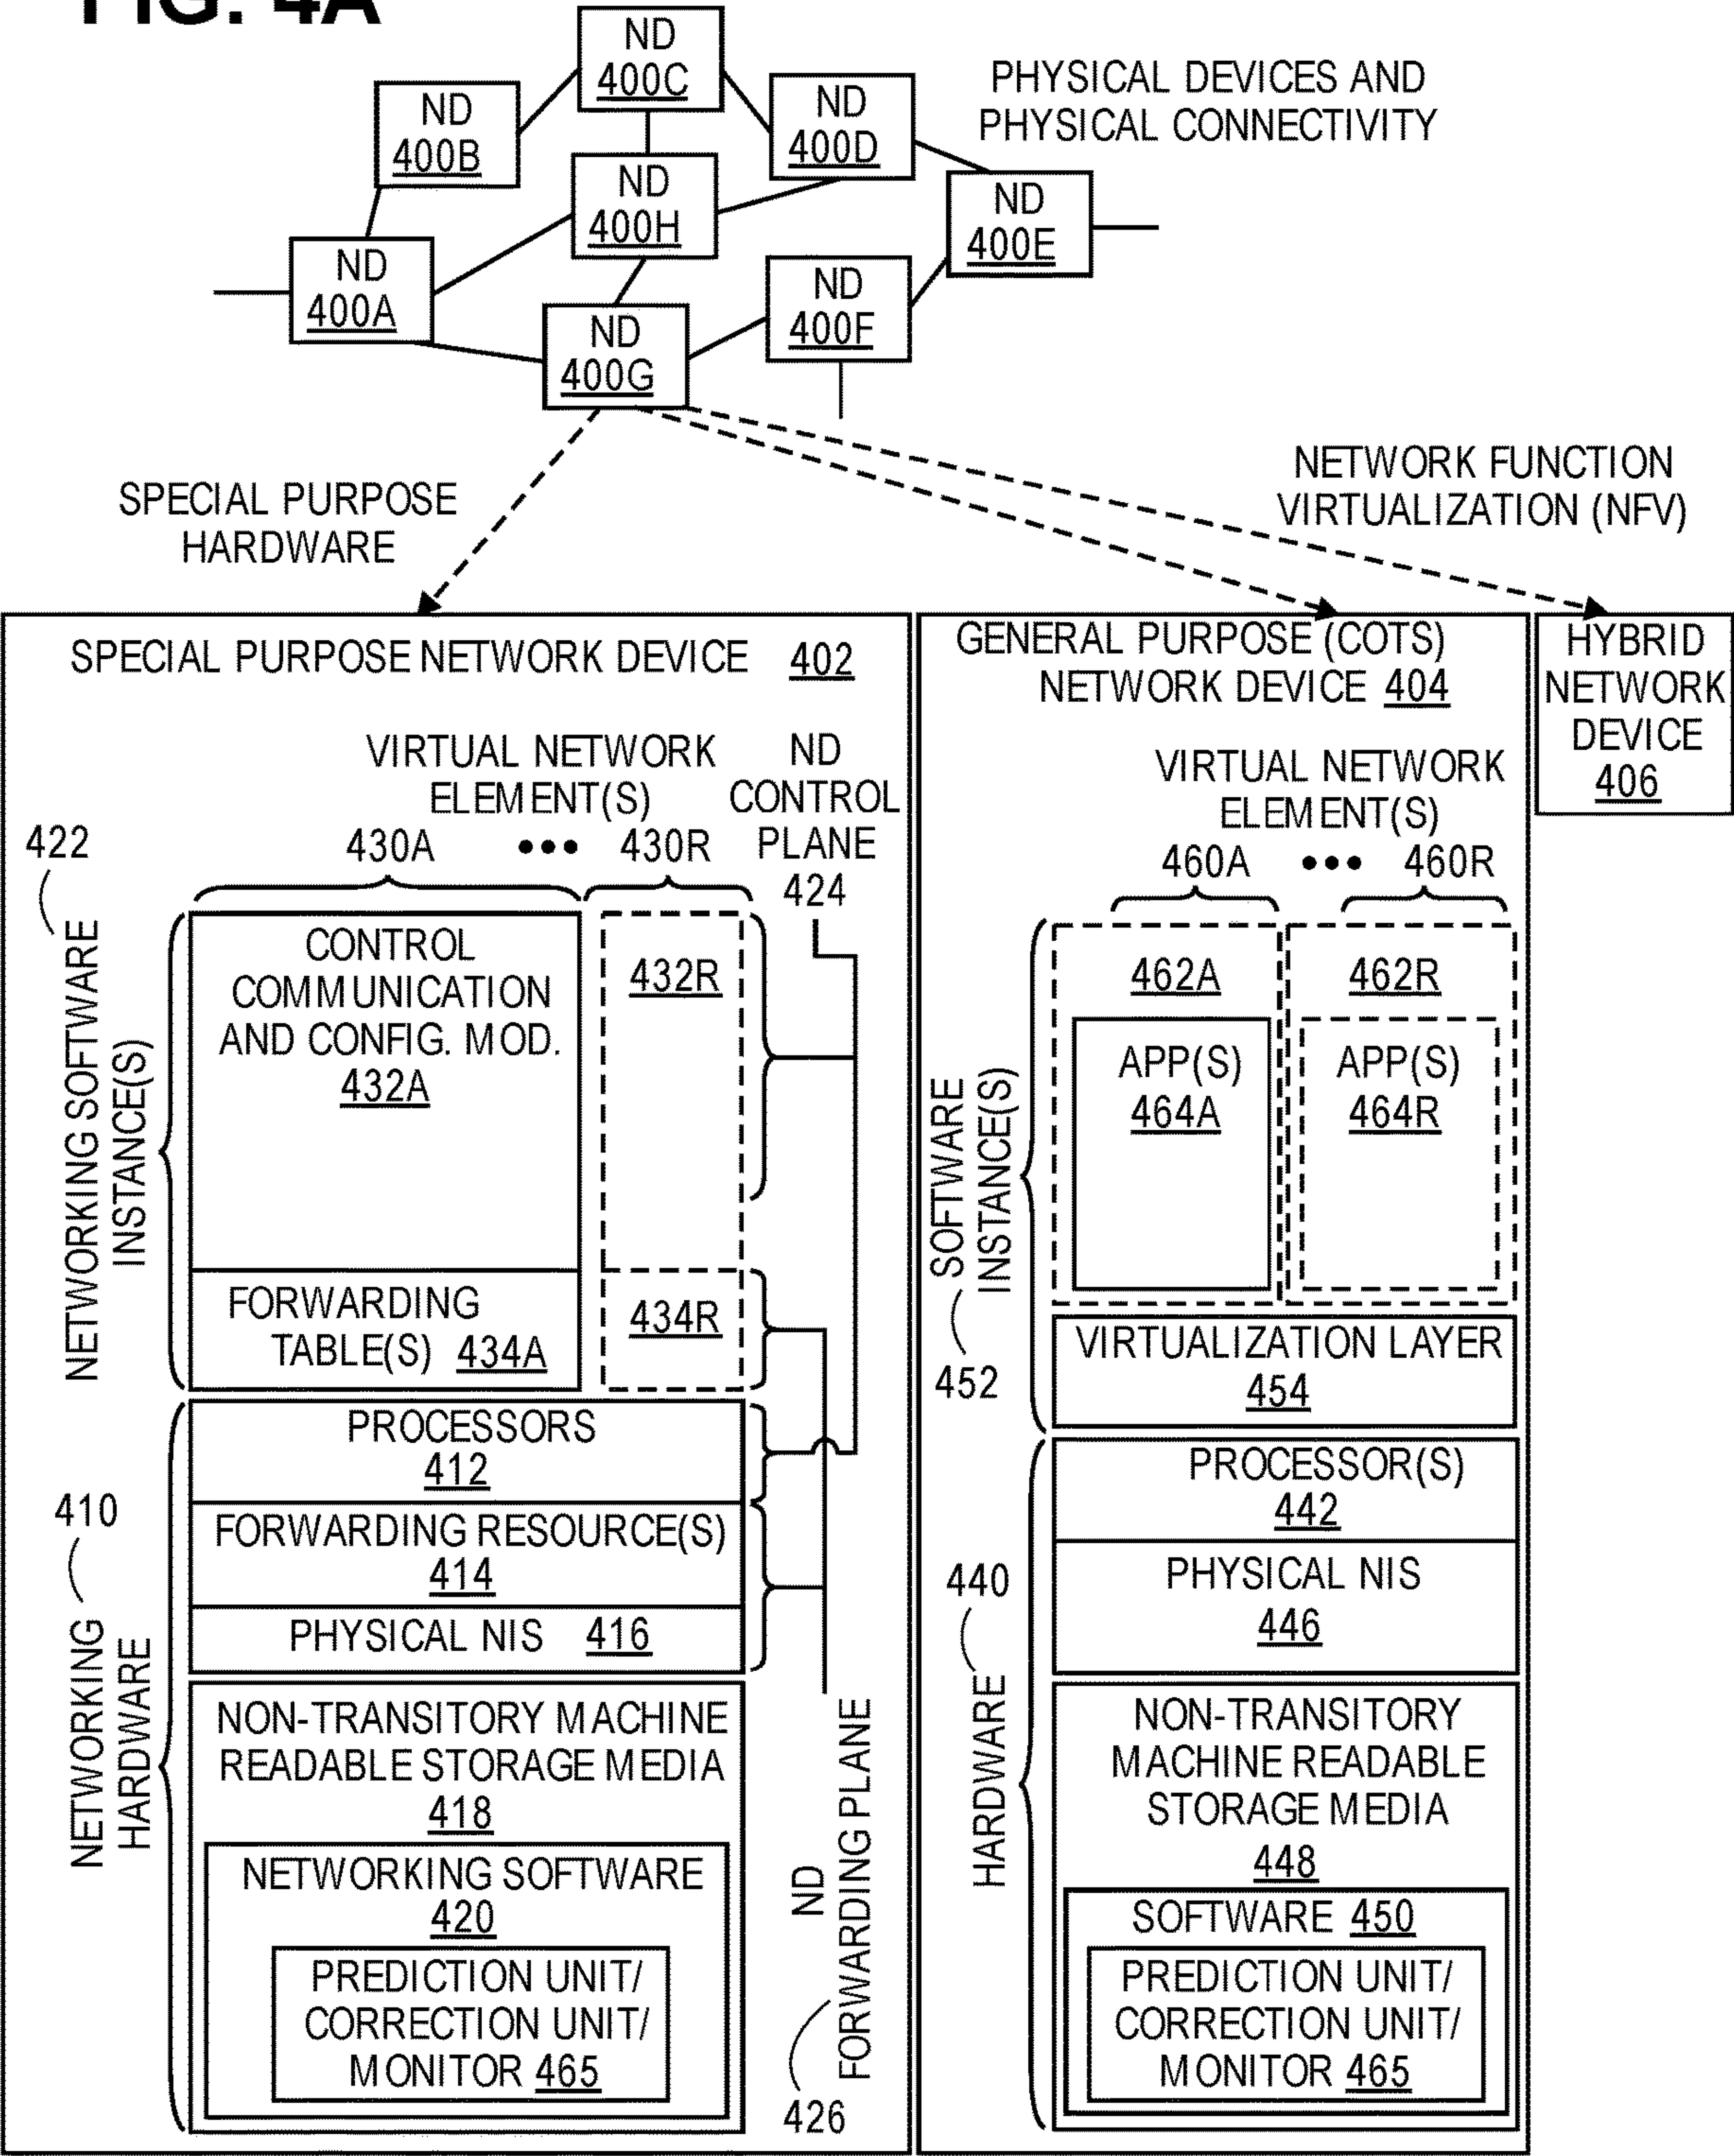 FIG. 4A
ND
400C
ND
400B
ND
400D
PHYSICAL DEVICES AND
PHYSICAL CONNECTIVITY
ND
400H
ND
400E
ND
400A
ND
400F
ND
400G
SPECIAL PURPOSE
HARDWARE
NETWORK FUNCTION
VIRTUALIZATION (NFV)
SPECIAL PURPOSE NETWORK DEVICE 402
VIRTUAL NETWORK
ELEMENT(S)
430A ••• 430R
ND
CONTROL
PLANE
424
422
NETWORKING SOFTWARE
INSTANCE(S)
CONTROL
COMMUNICATION
AND CONFIG. MOD.
432A
432R
FORWARDING
TABLE(S) 434A
434R
410
NETWORKING
HARDWARE
PROCESSORS
412
FORWARDING RESOURCE(S)
414
PHYSICAL NIS 416
NON-TRANSITORY MACHINE
READABLE STORAGE MEDIA
418
NETWORKING SOFTWARE
420
PREDICTION UNIT/
CORRECTION UNIT/
MONITOR 465
ND
FORWARDING PLANE
426
GENERAL PURPOSE (COTS)
NETWORK DEVICE 404
VIRTUAL NETWORK
ELEMENT(S)
460A ••• 460R
462A
462R
APP(S)
464A
APP(S)
464R
SOFTWARE
INSTANCE(S)
452
VIRTUALIZATION LAYER
454
440
HARDWARE
PROCESSOR(S)
442
PHYSICAL NIS
446
NON-TRANSITORY
MACHINE READABLE
STORAGE MEDIA
448
SOFTWARE 450
PREDICTION UNIT/
CORRECTION UNIT/
MONITOR 465
HYBRID
NETWORK
DEVICE
406